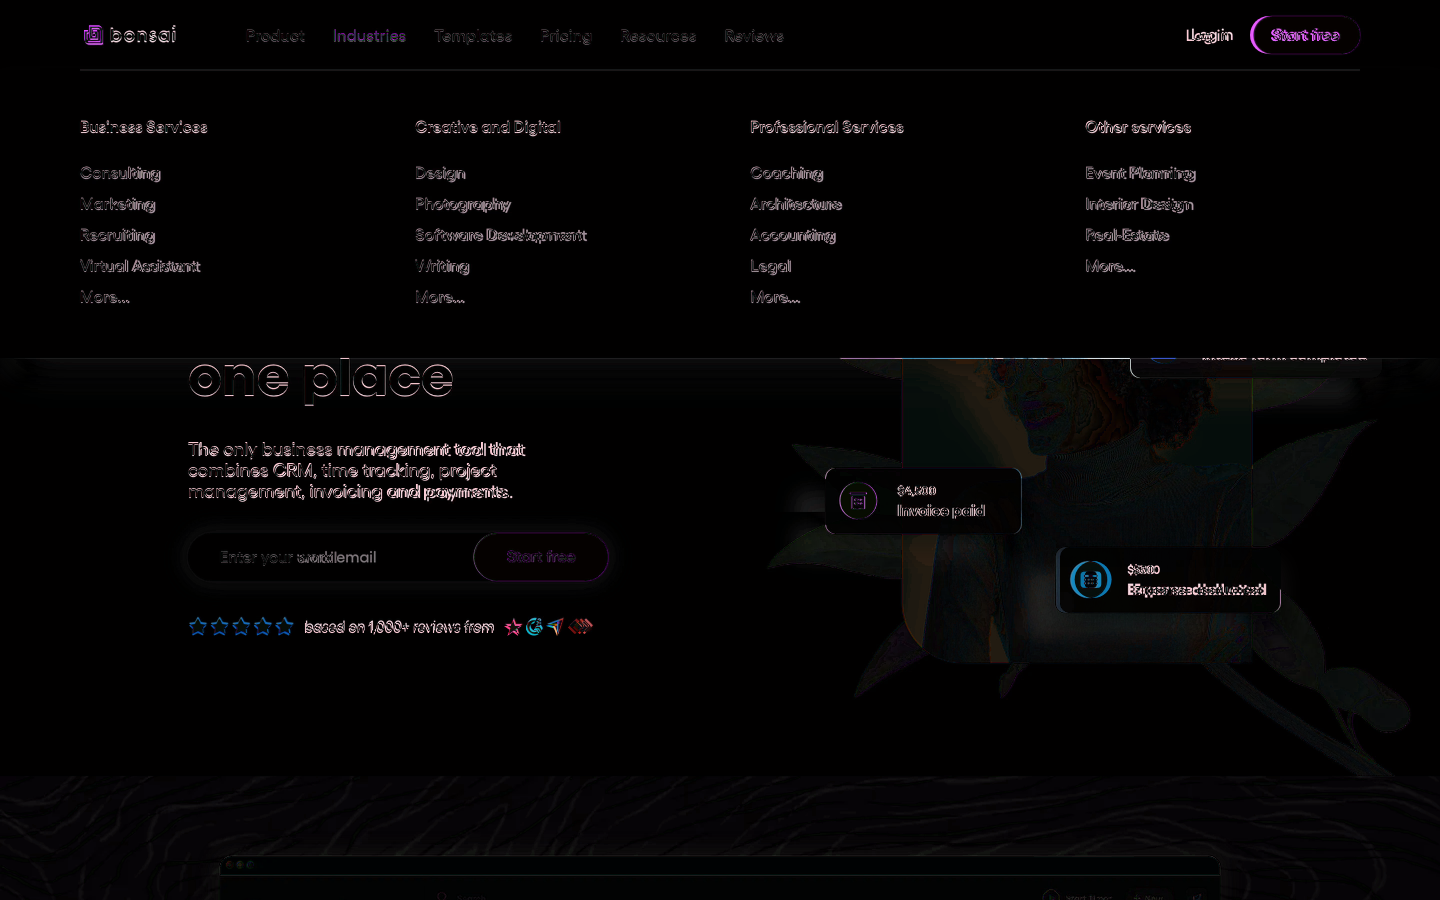 bonsai Product Industries Templates Pricing Resources Reviews Login Start free
Business Services Creative and Digital Professional Services Other services
Consulting Design Coaching Event Planning
Marketing Photography Architecture Interior Design
Recruiting Software Development Accounting Real-Estate
Virtual Assistant Writing Legal More...
More... More... More...
one place
The only business management tool that
combines CRM, time tracking, project
management, invoicing and payments.
Enter your email Start free
based on 1,000+ reviews from
Invoice paid